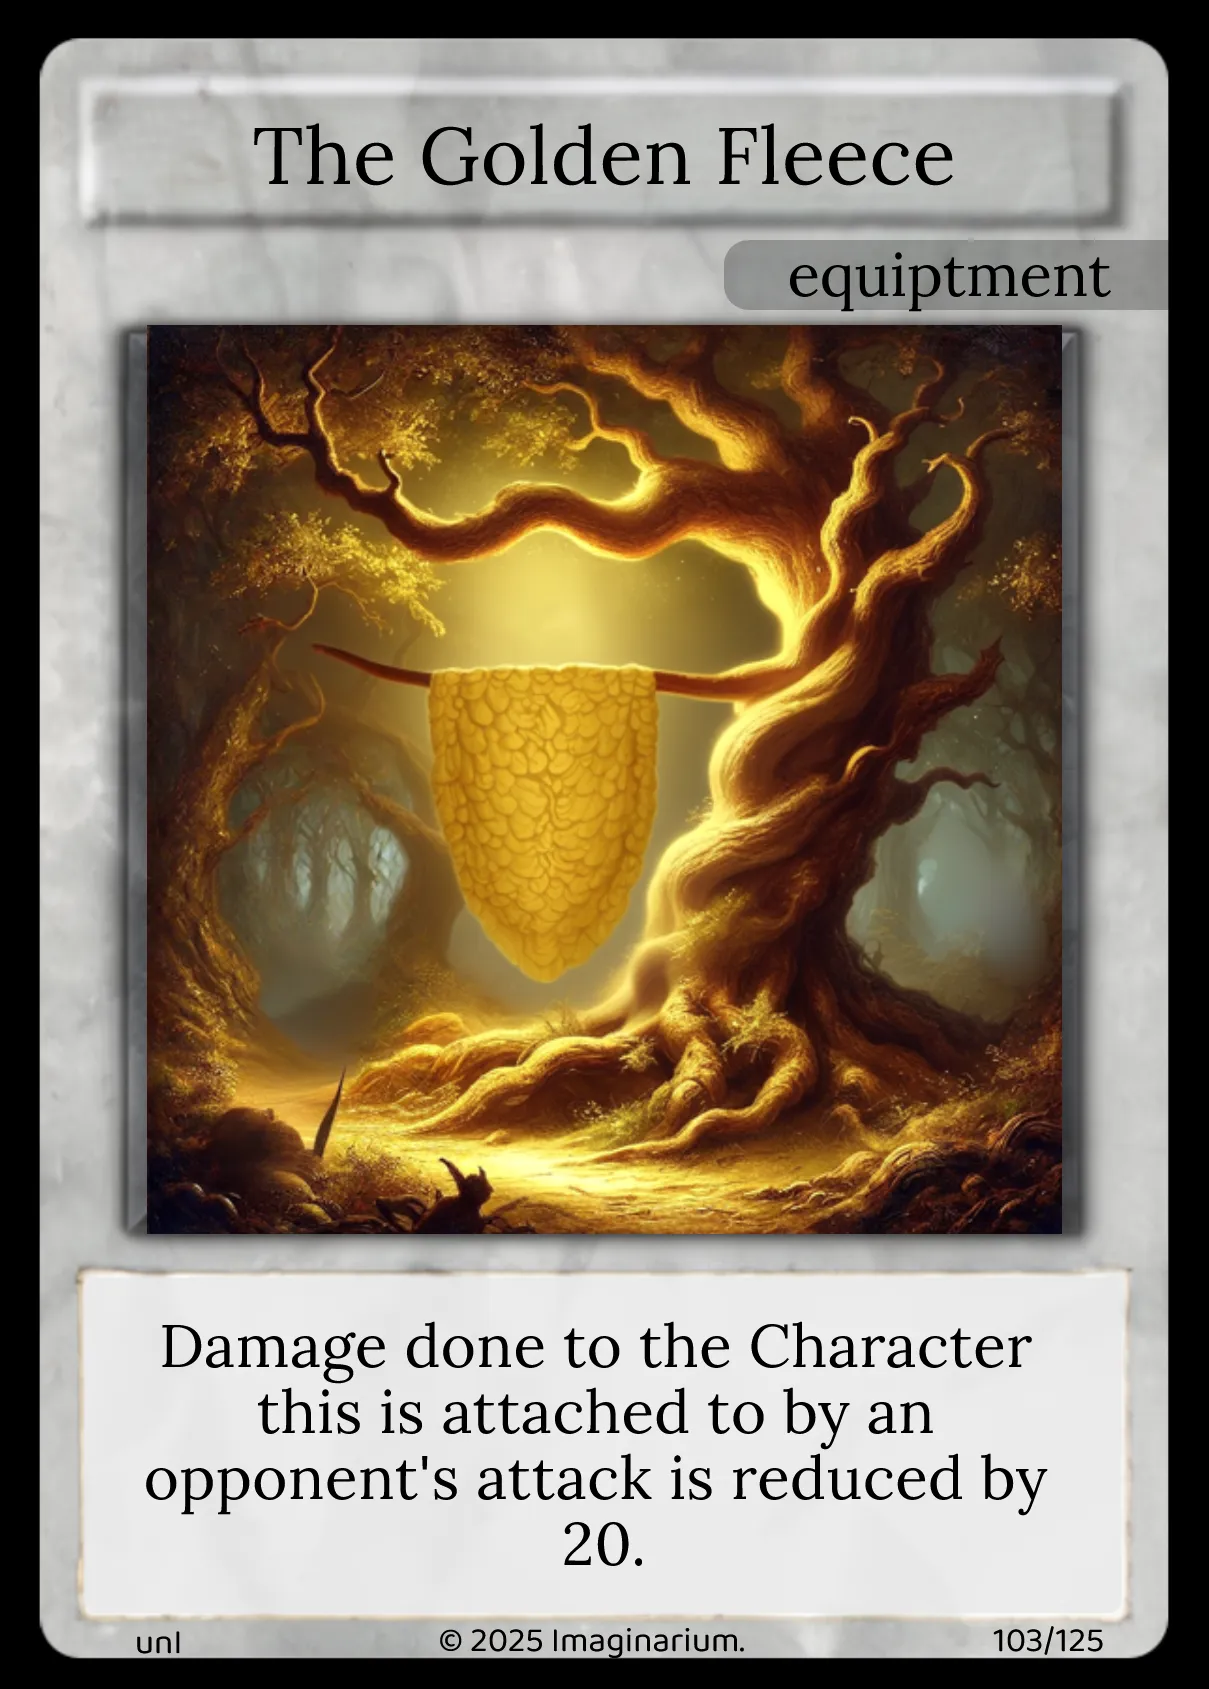 The Golden Fleece
equiptment
Damage done to the Character
this is attached to by an
opponent's attack is reduced by
20.
unl
© 2025 Imaginarium.
103/125